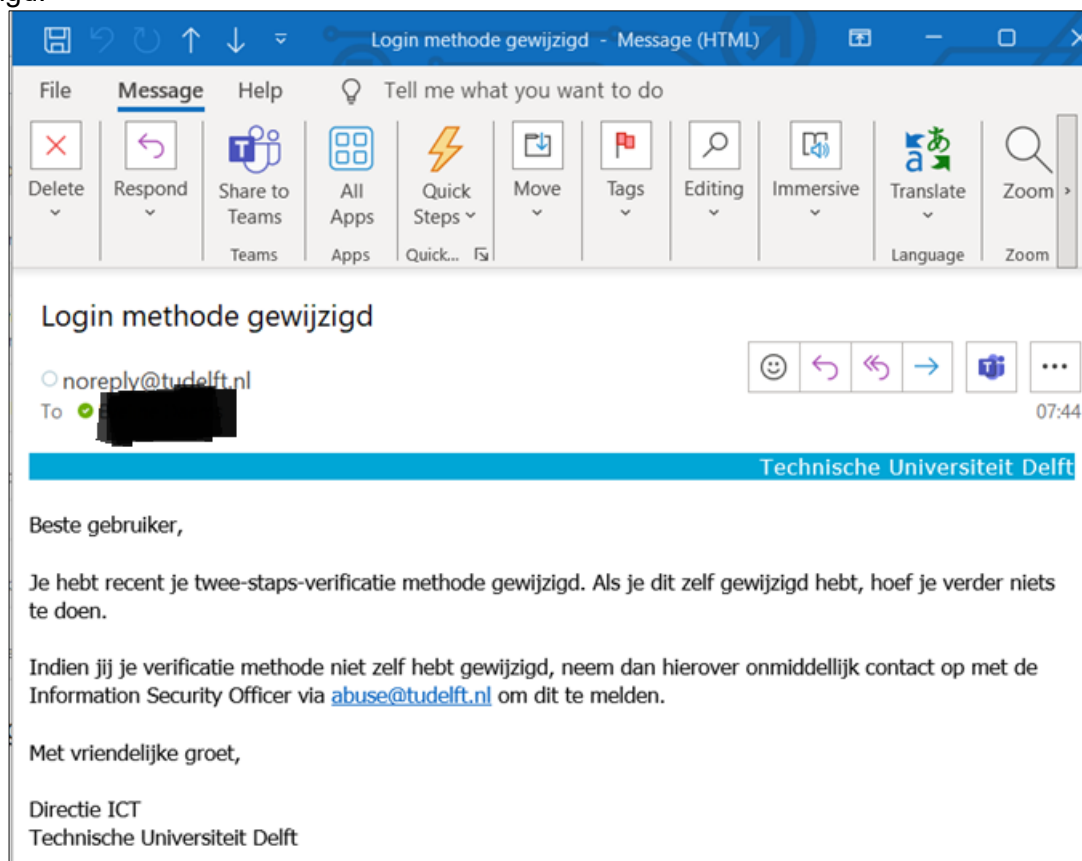 Login methode gewijzigd - Message (HTML)
File Message Help Tell me what you want to do
Delete Respond Share to Teams All Apps Quick Steps Move Tags Editing Immersive Translate Zoom
Teams Apps Quick... Language Zoom
Login methode gewijzigd
noreply@tudelft.nl
To
07:44
Technische Universiteit Delft
Beste gebruiker,
Je hebt recent je twee-staps-verificatie methode gewijzigd. Als je dit zelf gewijzigd hebt, hoef je verder niets
te doen.
Indien jij je verificatie methode niet zelf hebt gewijzigd, neem dan hierover onmiddellijk contact op met de
Information Security Officer via abuse@tudelft.nl om dit te melden.
Met vriendelijke groet,
Directie ICT
Technische Universiteit Delft